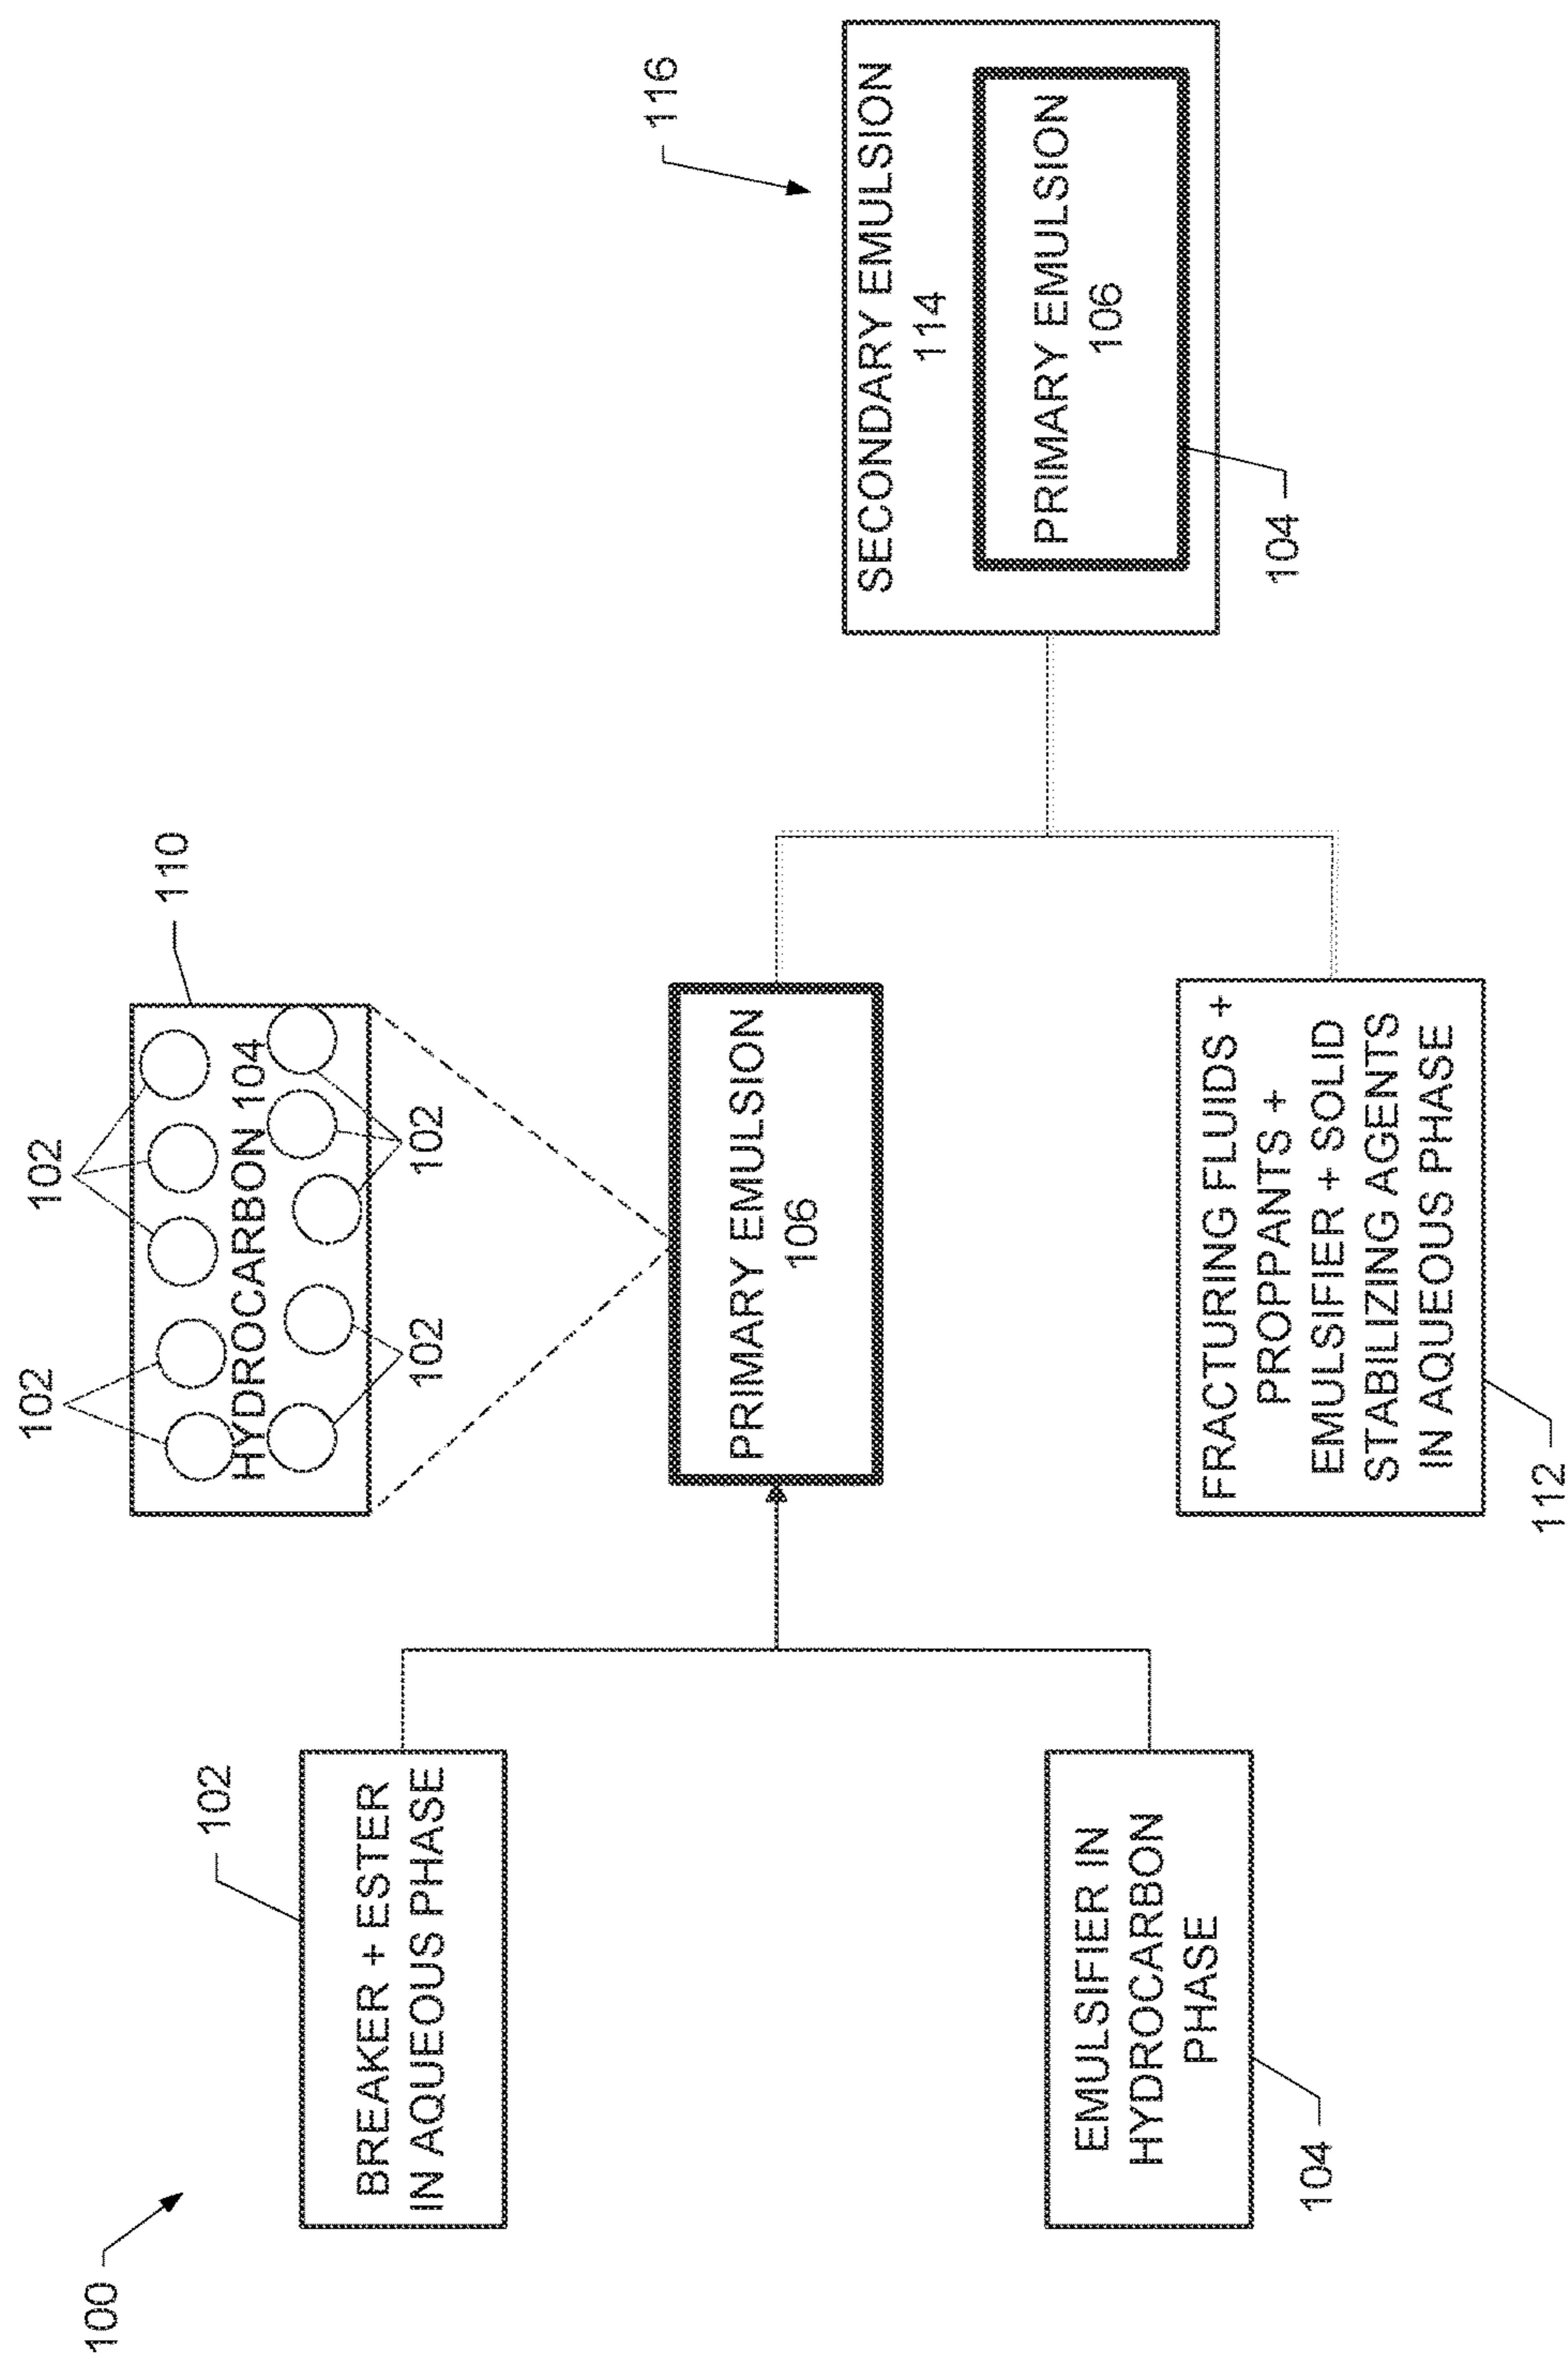 100
102
BREAKER + ESTER
IN AQUEOUS PHASE
EMULSIFIER IN
HYDROCARBON
PHASE
104
102
102
HYDROCARBON 104
102
102
110
PRIMARY EMULSION
106
FRACTURING FLUIDS +
PROPPANTS +
EMULSIFIER + SOLID
STABILIZING AGENTS
IN AQUEOUS PHASE
112
116
SECONDARY EMULSION
114
PRIMARY EMULSION
106
104